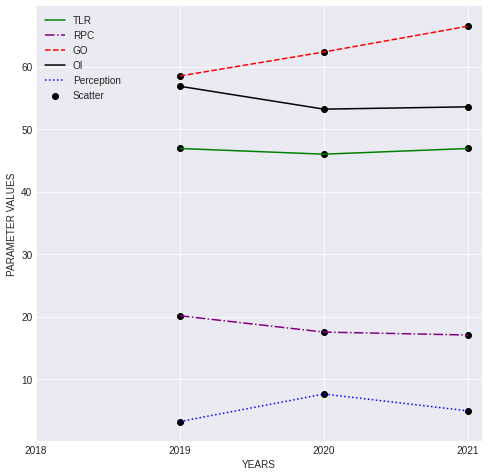 TLR
RPC
GO
OI
Perception
Scatter
60
50
40
30
20
10
PARAMETER VALUES
2018 2019 2020 2021
YEARS